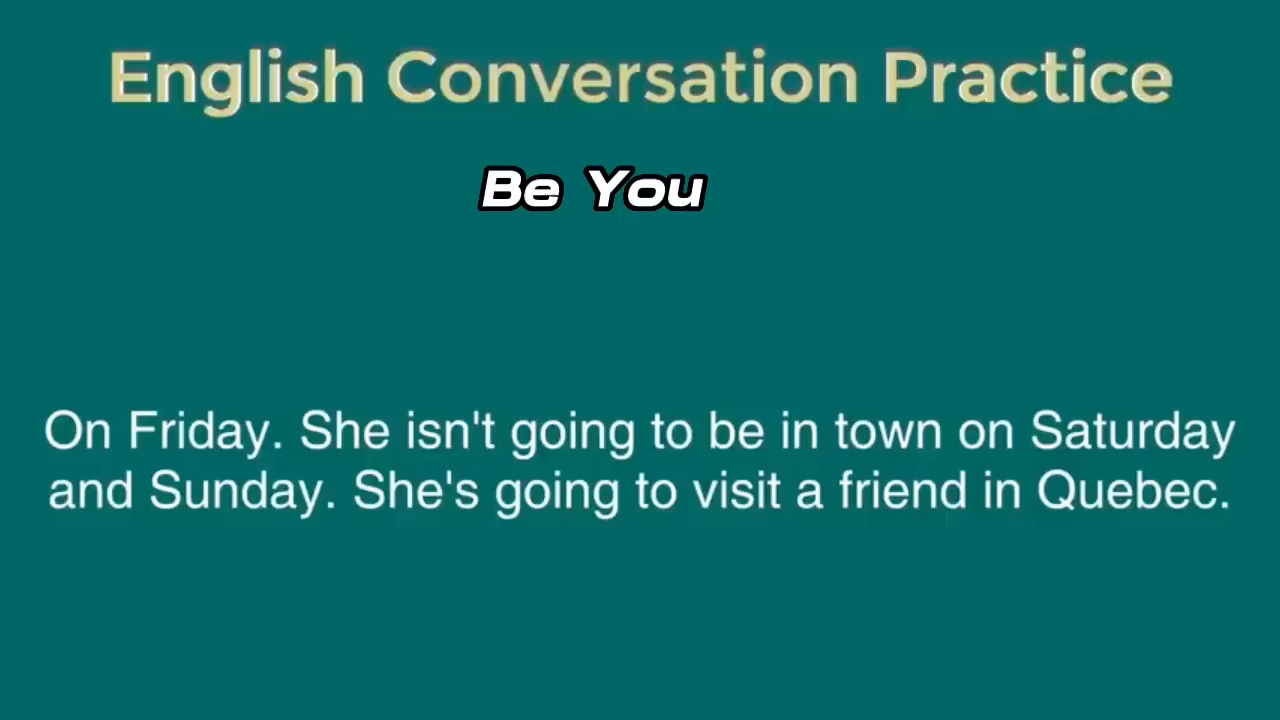 English Conversation Practice
Be You
On Friday. She isn't going to be in town on Saturday
and Sunday. She's going to visit a friend in Quebec.